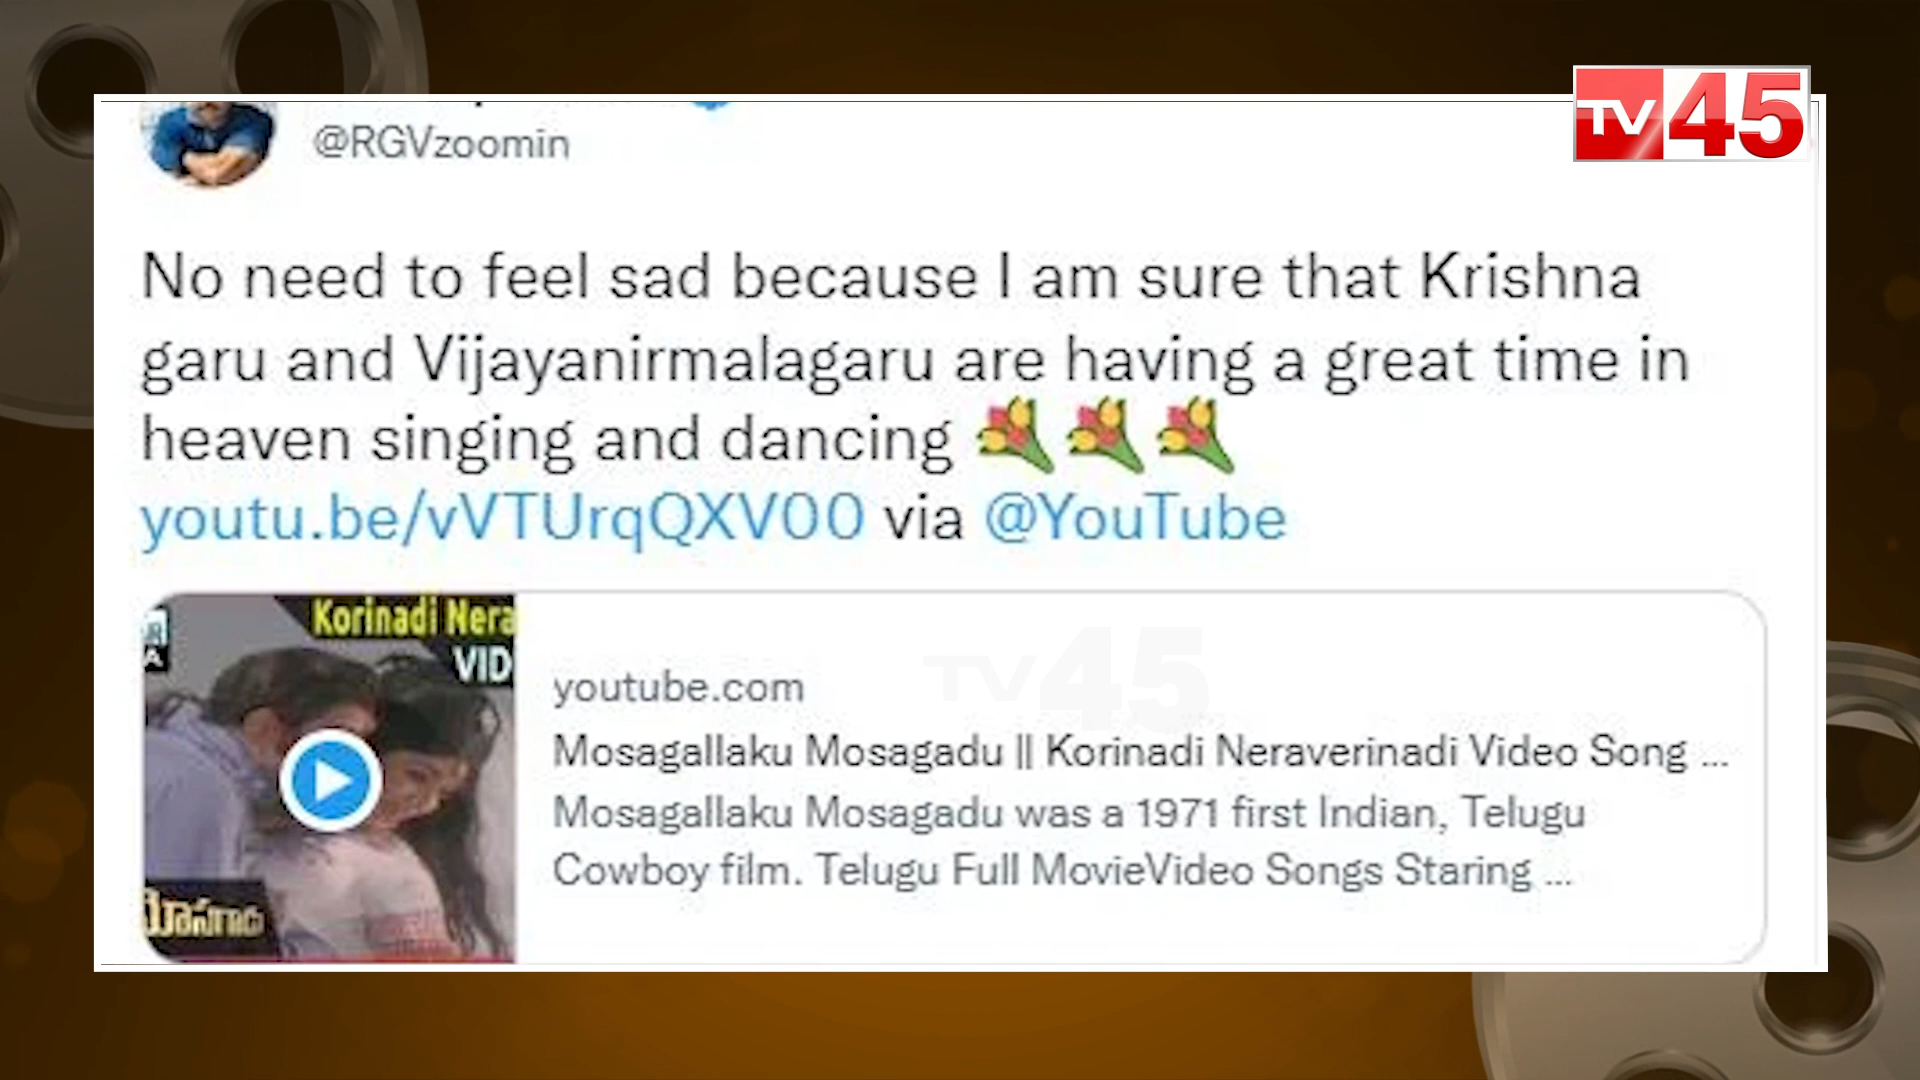 TV45
@RGVzoomin
No need to feel sad because I am sure that Krishna
garu and Vijayanirmalagaru are having a great time in
heaven singing and dancing 💐💐💐
youtu.be/vVTUrqQXV00 via @YouTube
Korinadi Nera
VID
youtube.com
TV45
Mosagallaku Mosagadu || Korinadi Neraverinadi Video Song ...
Mosagallaku Mosagadu was a 1971 first Indian, Telugu
Cowboy film. Telugu Full MovieVideo Songs Staring ...